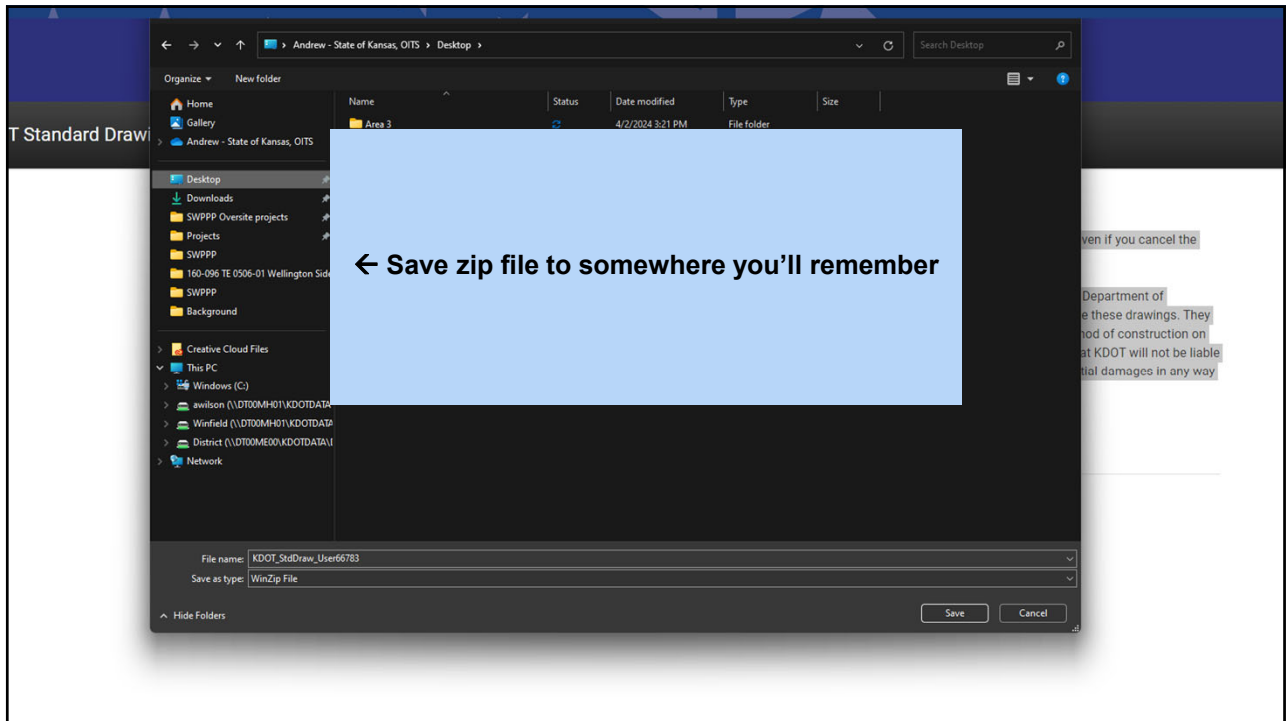 Andrew - State of Kansas, OITS › Desktop ›
Search Desktop
Organize
New folder
Home
Gallery
Andrew - State of Kansas, OITS
Desktop
Downloads
SWPPP Oversite projects
Projects
SWPPP
160-096 TE 0506-01 Wellington Side
SWPPP
Background
Creative Cloud Files
This PC
Windows (C:)
awilson (\\DT00MH01\KDOTDATA
Winfield (\\DT00MH01\KDOTDATA
District (\\DT00ME00\KDOTDATA\
Network
Name Status Date modified Type Size
Area 3 4/2/2024 3:21 PM File folder
← Save zip file to somewhere you’ll remember
T Standard Drawi
ven if you cancel the
Department of
e these drawings. They
hod of construction on
at KDOT will not be liable
tial damages in any way
File name: KDOT_StdDraw_User66783
Save as type: WinZip File
Hide Folders
Save Cancel